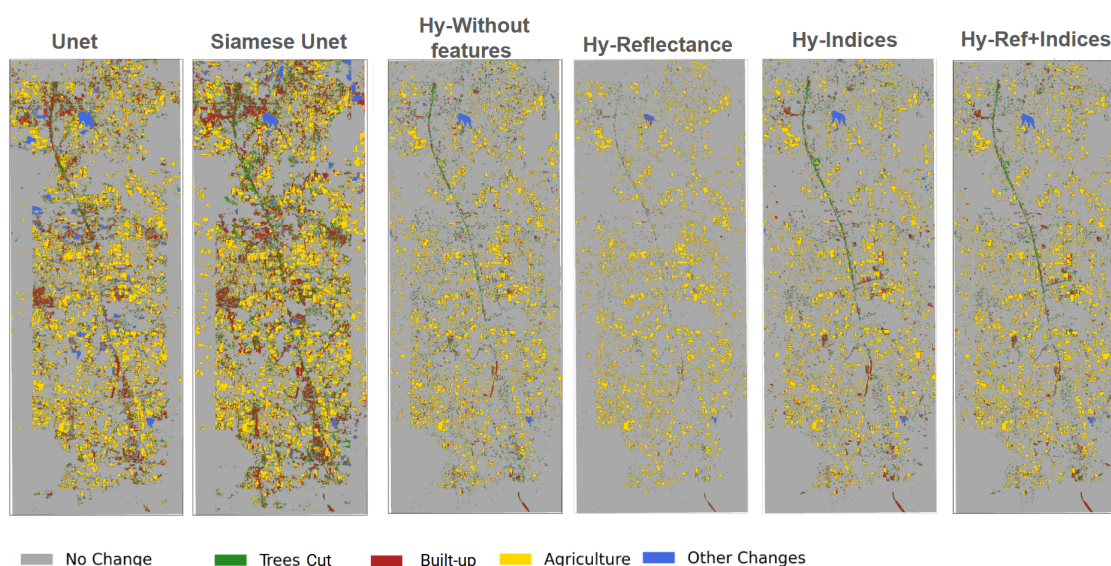 Unet
Siamese Unet
Hy-Without
features
Hy-Reflectance
Hy-Indices
Hy-Ref+Indices
No Change
Trees Cut
Built-up
Agriculture
Other Changes